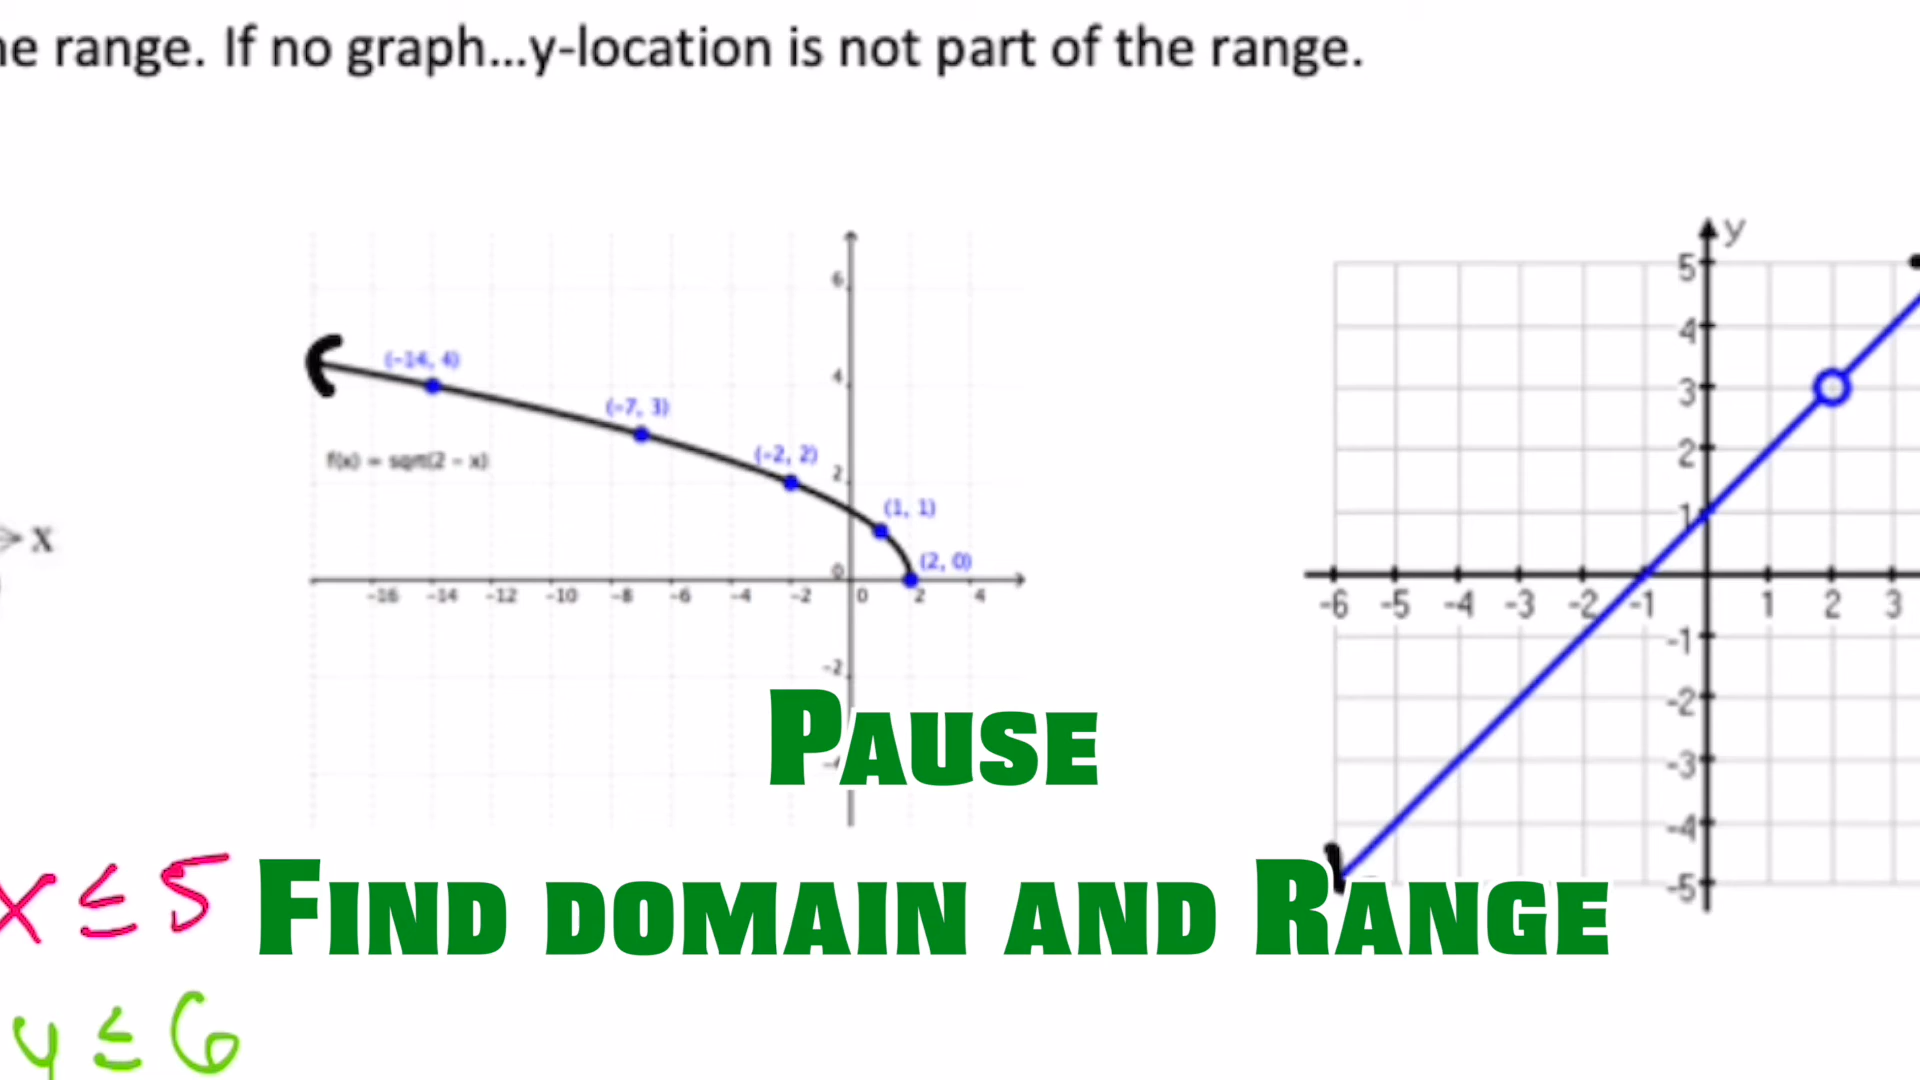 range. If no graph...y-location is not part of the range.
y
5
4
3
2
1
-6 -5 -4 -3 -2 -1 1 2 3
-1
-2
-3
-4
-5
6
4
2
0
-2
(-14, 4)
(-7, 3)
(-2, 2)
(1, 1)
(2, 0)
f(x) = sqrt(2 - x)
-16 -14 -12 -10 -8 -6 -4 -2 0 2 4
x
PAUSE
x ≤ 5
FIND DOMAIN AND RANGE
y ≤ 6